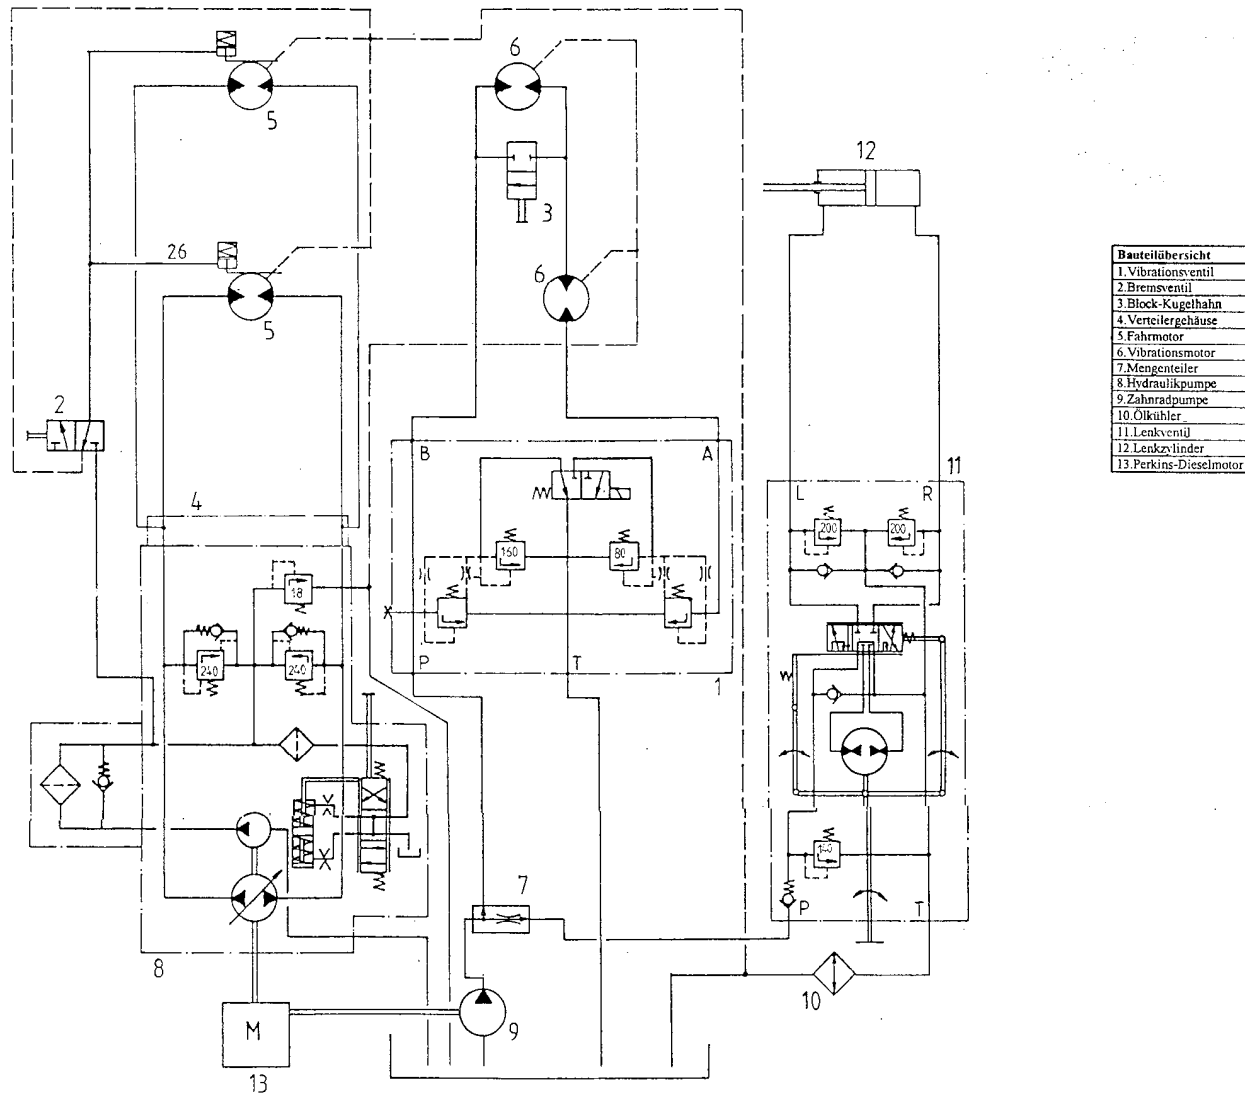 6
5
12
3
26
6
5
Bauteilübersicht
1.Vibrationsventil
2.Bremsventil
3.Block-Kugelhahn
4.Verteilergehäuse
5.Fahrmotor
6.Vibrationsmotor
7.Mengenteiler
8.Hydraulikpumpe
9.Zahnradpumpe
10.Ölkühler
11.Lenkventil
12.Lenkzylinder
13.Perkins-Dieselmotor
2
B A
11
L R
4
200 200
160 80
18
240 240
P T
1
7
140
P T
8
10
M
9
13